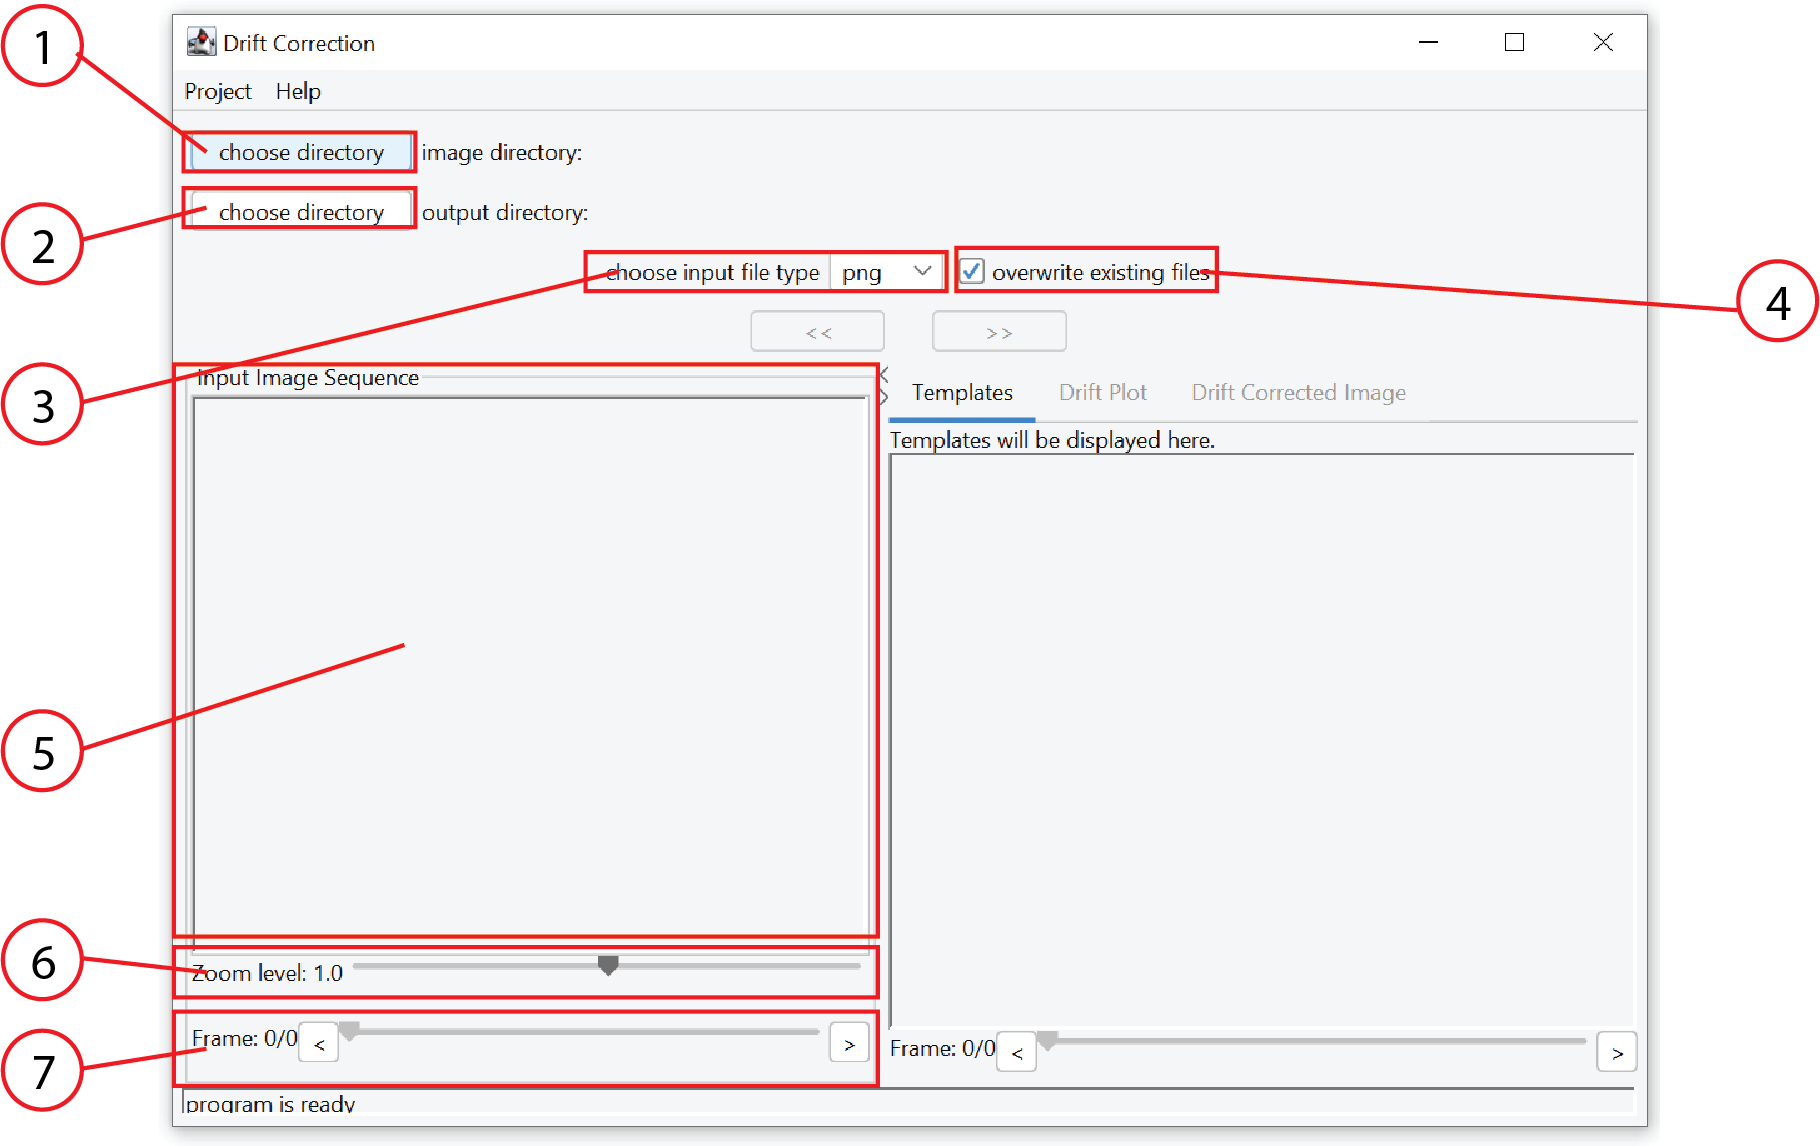 1
Drift Correction
Project Help
choose directory image directory:
2
choose directory output directory:
3
choose input file type png
overwrite existing files
4
<< >>
Input Image Sequence
Templates Drift Plot Drift Corrected Image
Templates will be displayed here.
5
6
Zoom level: 1.0
7
Frame: 0/0 < >
Frame: 0/0 < >
program is ready